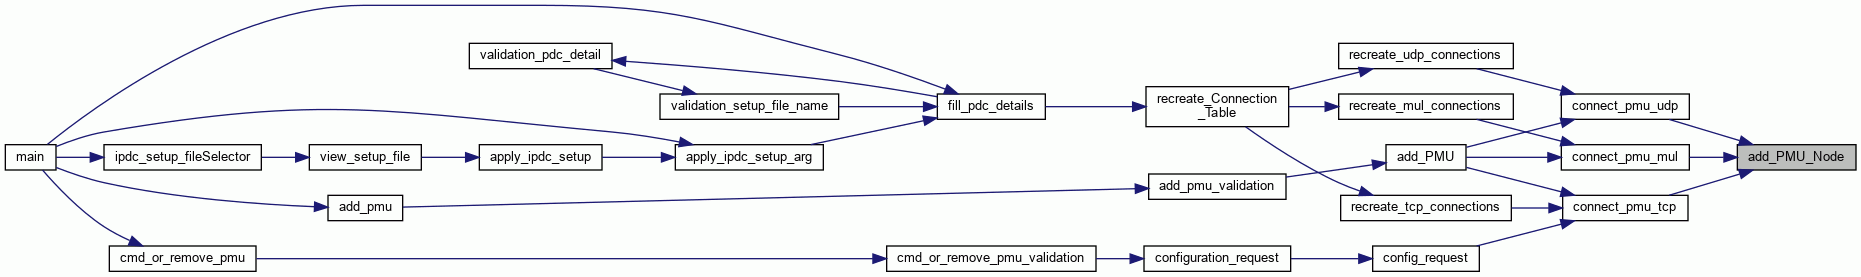 validation_pdc_detail
recreate_udp_connections
recreate_Connection
_Table
validation_setup_file_name
fill_pdc_details
recreate_mul_connections
connect_pmu_udp
main
ipdc_setup_fileSelector
view_setup_file
apply_ipdc_setup
apply_ipdc_setup_arg
add_PMU
connect_pmu_mul
add_PMU_Node
add_pmu_validation
add_pmu
recreate_tcp_connections
connect_pmu_tcp
cmd_or_remove_pmu
cmd_or_remove_pmu_validation
configuration_request
config_request